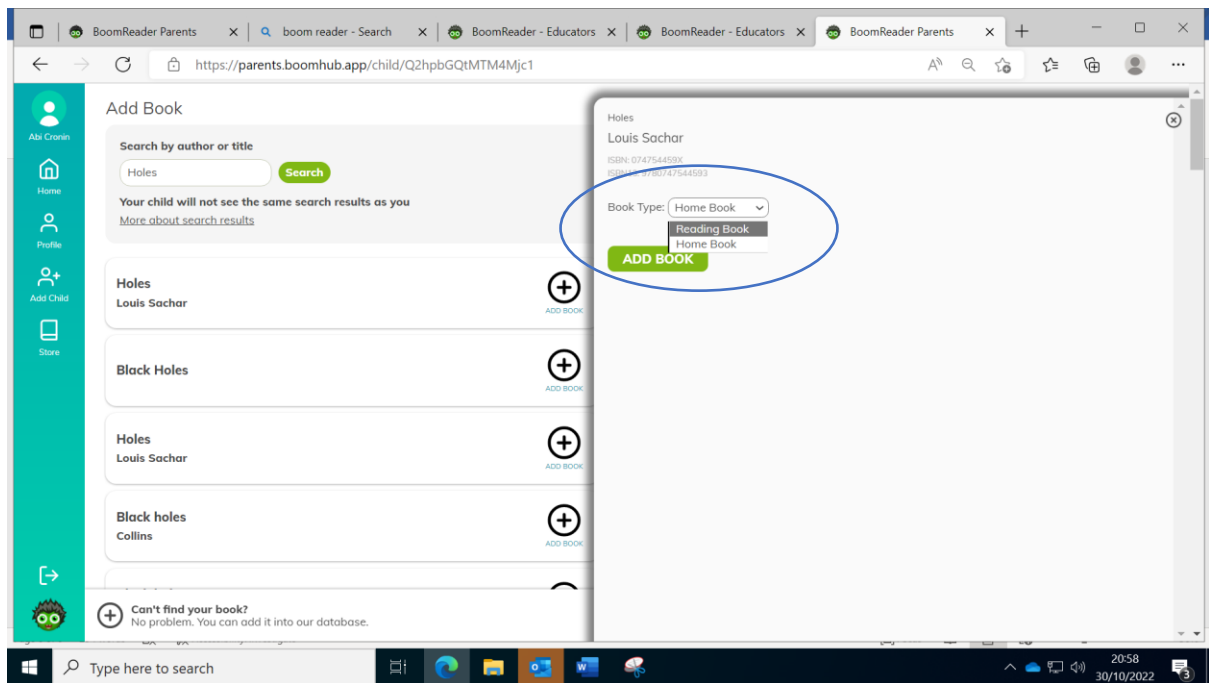 BoomReader Parents
boom reader - Search
BoomReader - Educators
BoomReader - Educators
BoomReader Parents
https://parents.boomhub.app/child/Q2hpbGQtMTM4Mjc1
Abi Cronin
Home
Profile
Add Child
Store
Add Book
Search by author or title
Holes
Search
Your child will not see the same search results as you
More about search results
Holes
Louis Sachar
ADD BOOK
Black Holes
ADD BOOK
Holes
Louis Sachar
ADD BOOK
Black holes
Collins
ADD BOOK
Can't find your book?
No problem. You can add it into our database.
Holes
Louis Sachar
ISBN: 074754459X
9780747544593
Book Type: Home Book
Reading Book
Home Book
ADD BOOK
Type here to search
20:58
30/10/2022
3